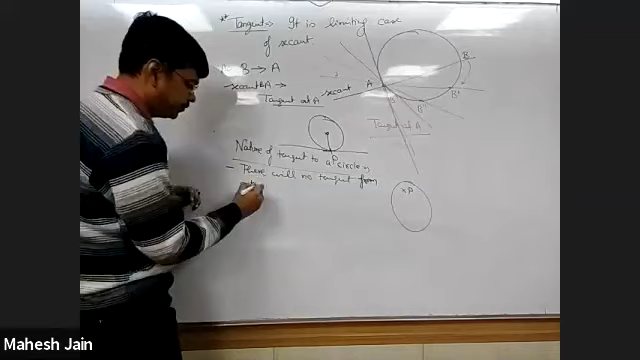 ** Tangent :- It is limiting case
of secant.
As B → A
secant BA →
Tangent at A
secant
A
B
B''
B'
Tangent at A
P
Nature of tangent to a circle :-
- There will no tangent from
×P
Mahesh Jain